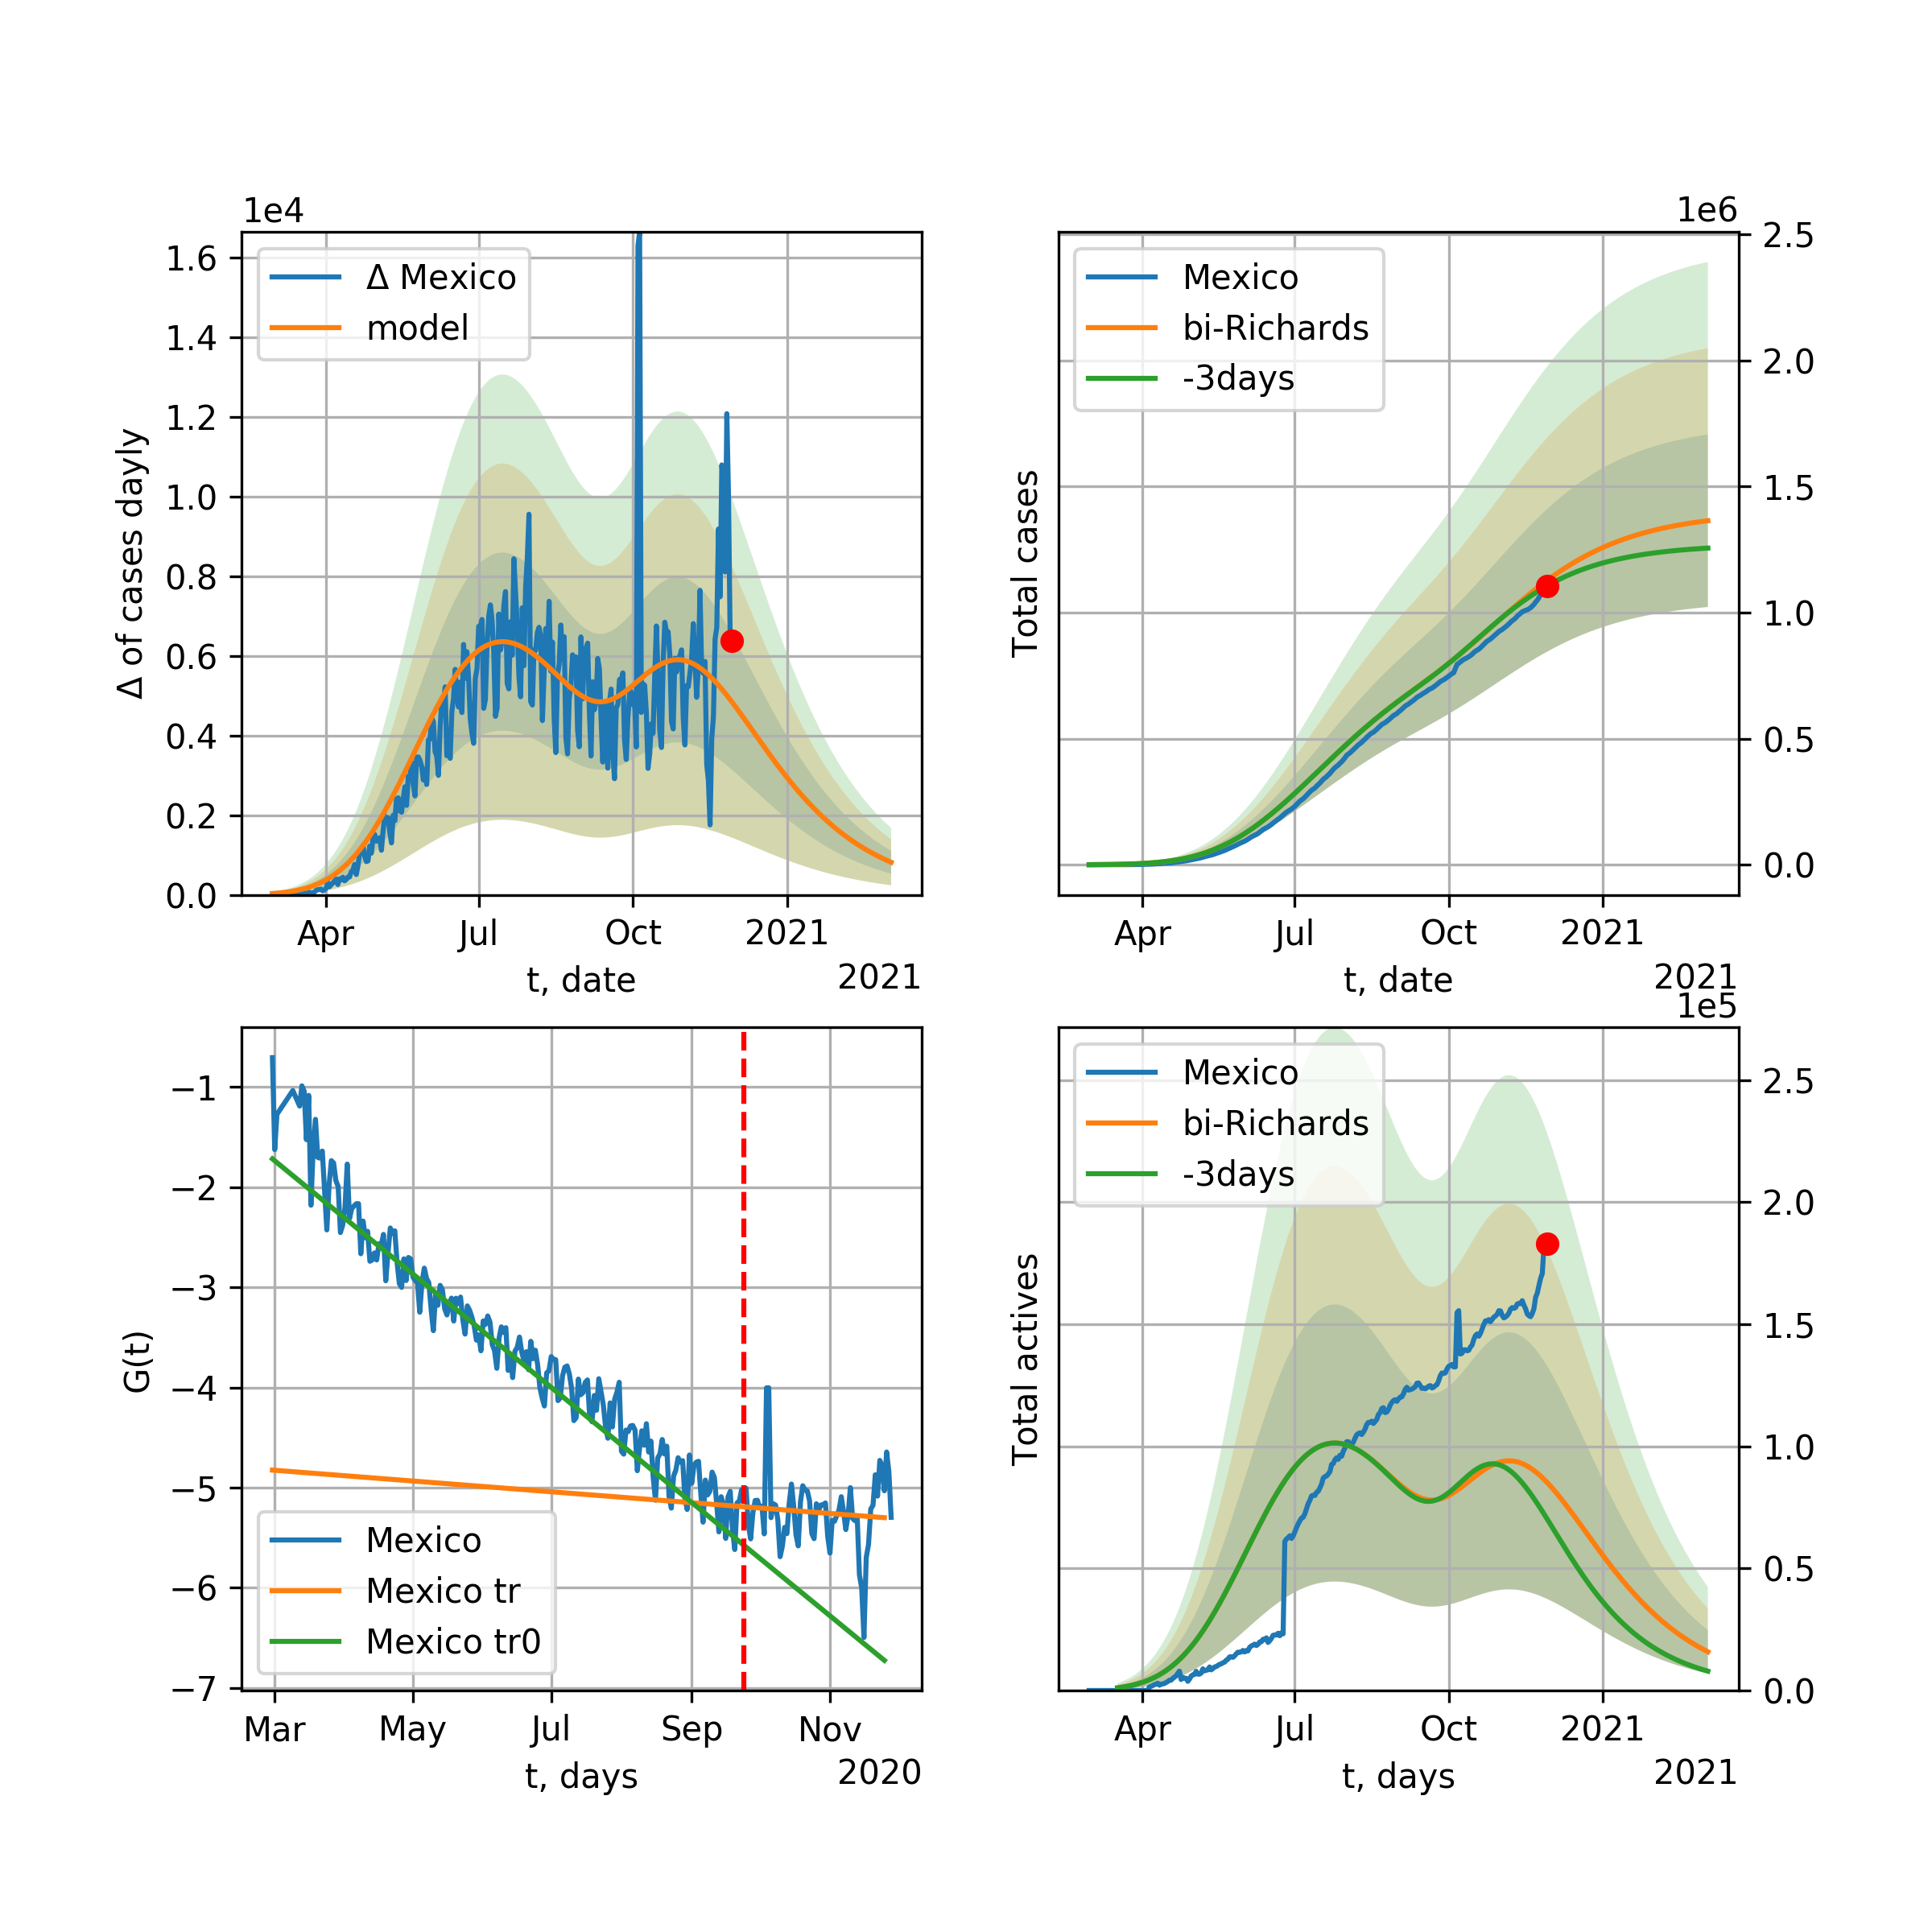 1e4
1.6
1.4
1.2
1.0
0.8
0.6
0.4
0.2
0.0
Δ of cases dayly
Δ Mexico
model
Apr Jul Oct 2021
t, date
2021
1e6
2.5
2.0
1.5
1.0
0.5
0.0
Total cases
Mexico
bi-Richards
-3days
Apr Jul Oct 2021
t, date
2021
−1
−2
−3
−4
−5
−6
−7
G(t)
Mexico
Mexico tr
Mexico tr0
Mar May Jul Sep Nov
t, days
2020
1e5
2.5
2.0
1.5
1.0
0.5
0.0
Total actives
Mexico
bi-Richards
-3days
Apr Jul Oct 2021
t, days
2021